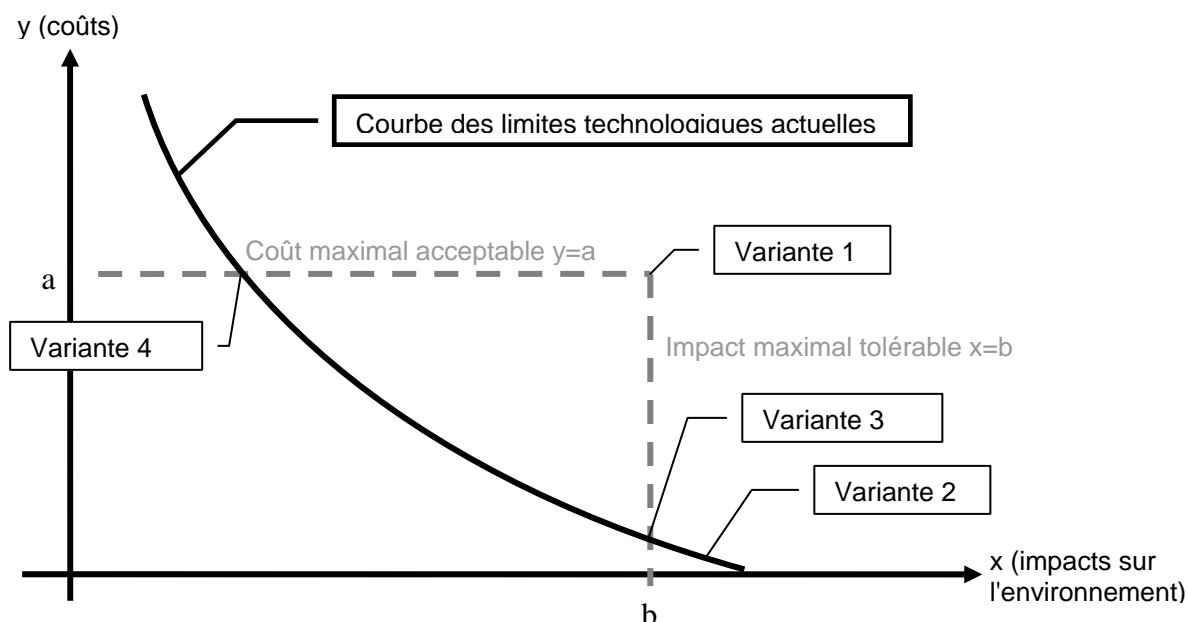 y (coûts)
Courbe des limites technologiques actuelles
Coût maximal acceptable y=a
Variante 1
a
Variante 4
Impact maximal tolérable x=b
Variante 3
Variante 2
x (impacts sur
l'environnement)
b